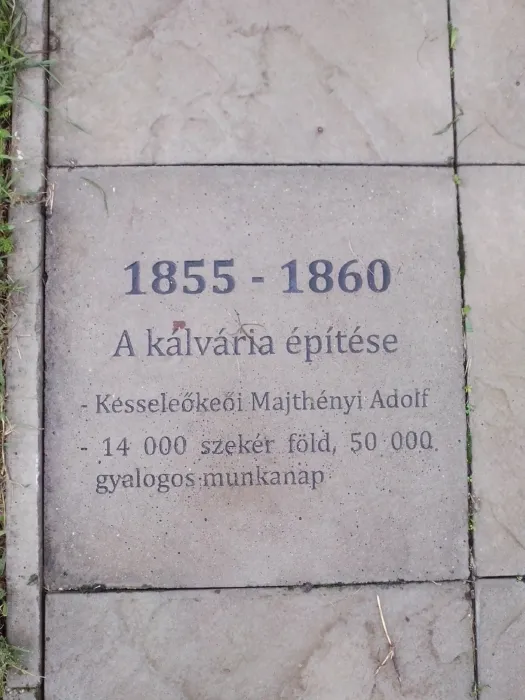 1855 - 1860
A kálvária építése
- Kesseleőkeői Majthényi Adolf
- 14 000 szekér föld, 50 000
gyalogos munkanap